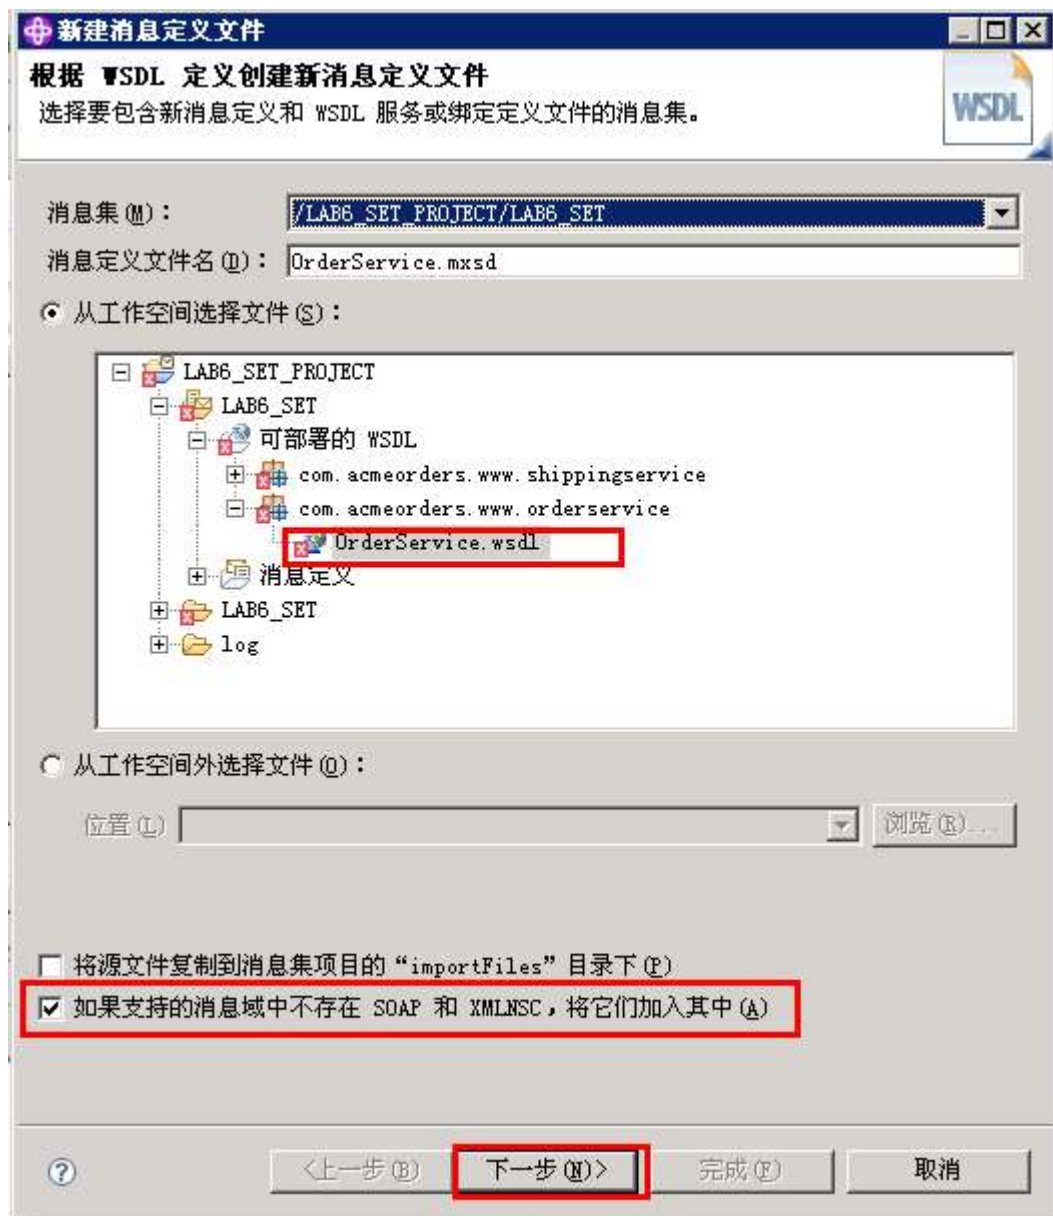 新建消息定义文件
根据 WSDL 定义创建新消息定义文件
选择要包含新消息定义和 WSDL 服务或绑定定义文件的消息集。
WSDL
消息集(M)： /LAB6_SET_PROJECT/LAB6_SET
消息定义文件名(D)： OrderService.mxsd
从工作空间选择文件(S)：
LAB6_SET_PROJECT
LAB6_SET
可部署的 WSDL
com.acmeorders.www.shippingservice
com.acmeorders.www.orderservice
OrderService.wsdl
消息定义
LAB6_SET
log
从工作空间外选择文件(O)：
位置(L) 浏览(R)...
将源文件复制到消息集项目的“importFiles”目录下(P)
如果支持的消息域中不存在 SOAP 和 XMLNSC，将它们加入其中(A)
? <上一步(B) 下一步(N)> 完成(F) 取消